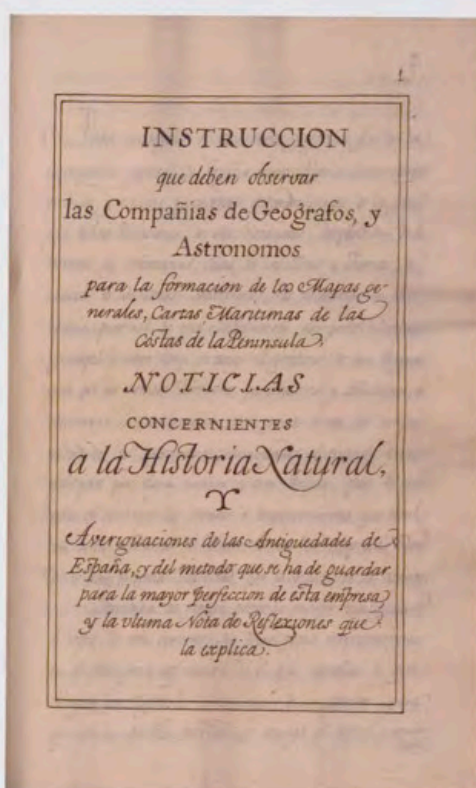 1.
INSTRUCCION
que deben observar
las Compañias de Geografos, y
Astronomos
para la formacion de los Mapas ge-
nerales, Cartas Maritimas de las
Costas de la Peninsula,
NOTICIAS
CONCERNIENTES
a la Historia Natural,
Y
Averiguaciones de las Antiguedades de
España, y del metodo que se ha de guardar
para la mayor perfeccion de esta empresa,
y la vltima Nota de Reflexiones que
la explica.